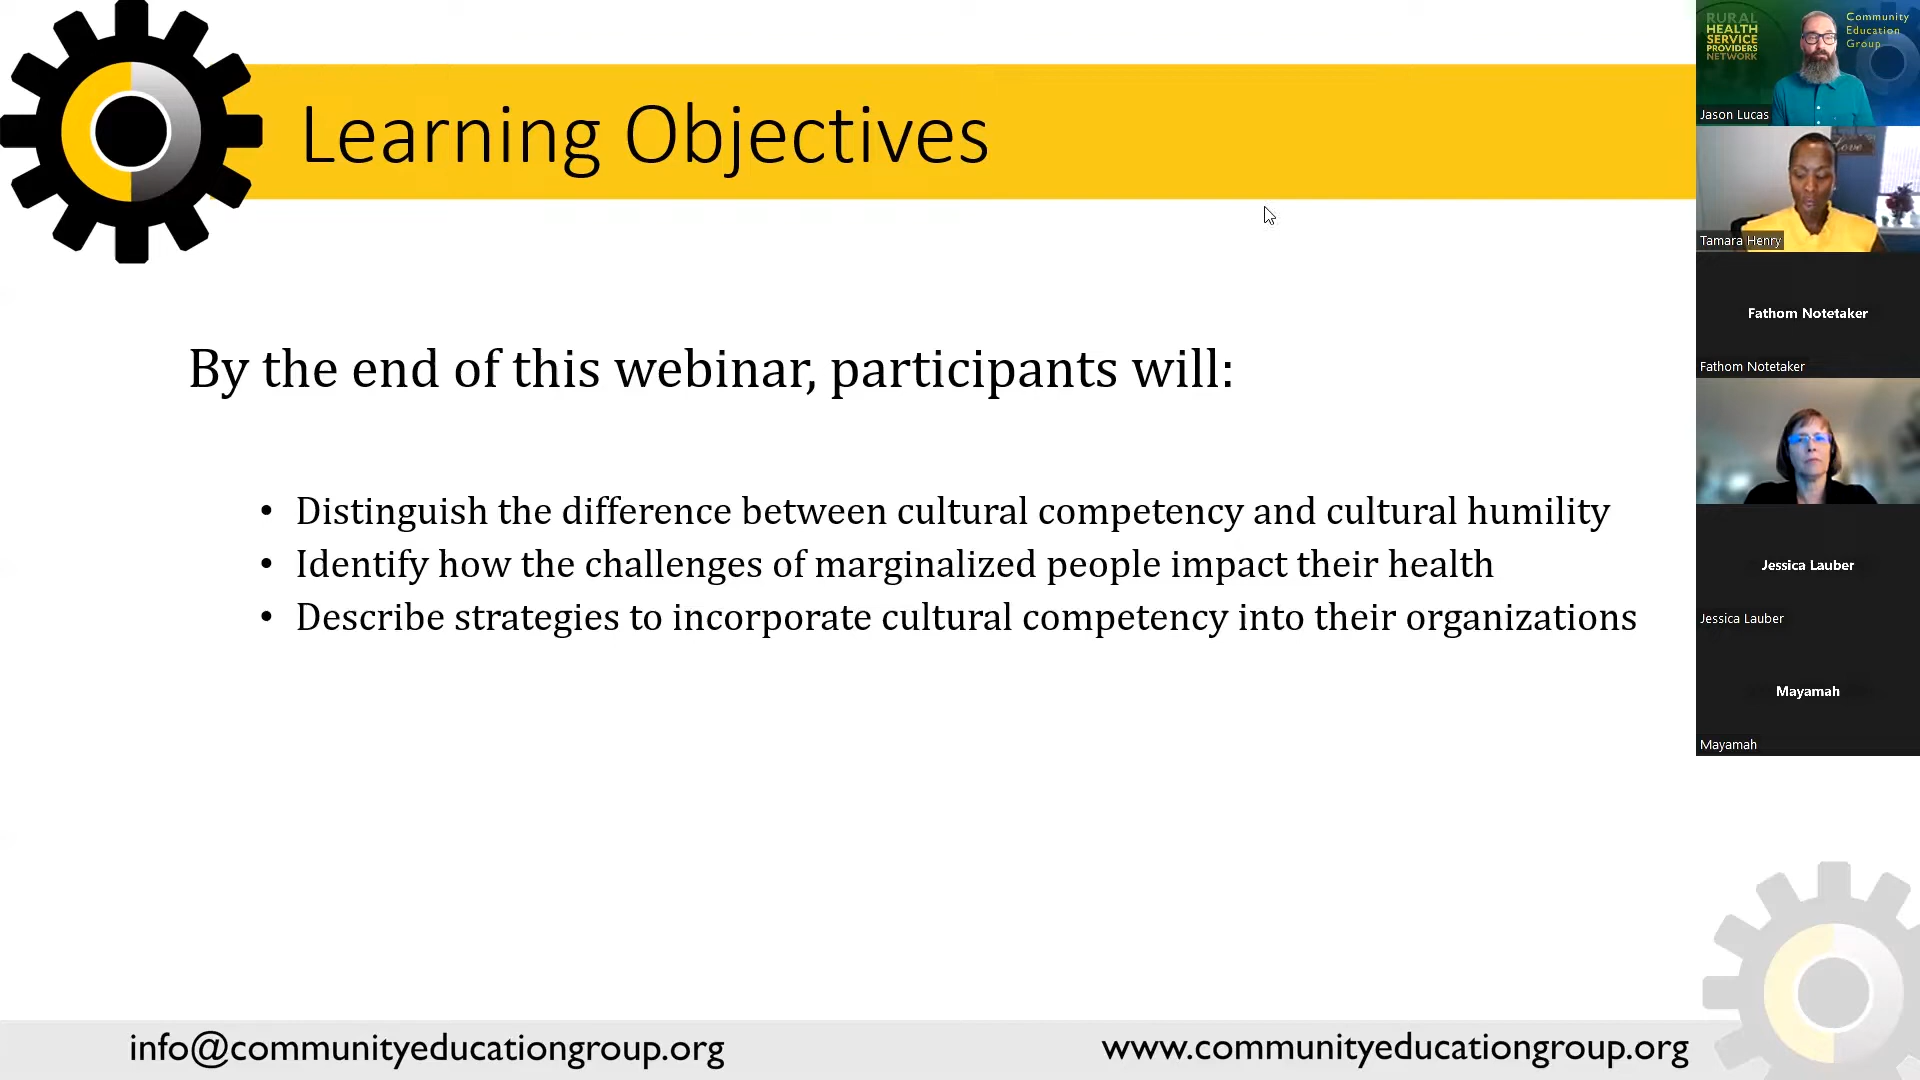 Learning Objectives
By the end of this webinar, participants will:
• Distinguish the difference between cultural competency and cultural humility
• Identify how the challenges of marginalized people impact their health
• Describe strategies to incorporate cultural competency into their organizations
info@communityeducationgroup.org
www.communityeducationgroup.org
RURAL
HEALTH
SERVICE
PROVIDERS
NETWORK
Community
Education
Group
Jason Lucas
Love
Tamara Henry
Fathom Notetaker
Fathom Notetaker
Jessica Lauber
Jessica Lauber
Mayamah
Mayamah